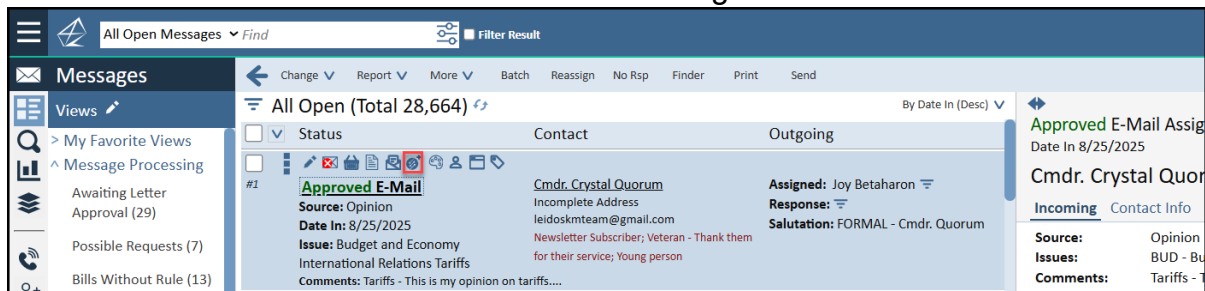 All Open Messages Find Filter Result
Messages
Change Report More Batch Reassign No Rsp Finder Print Send
Views
All Open (Total 28,664)
By Date In (Desc)
> My Favorite Views
^ Message Processing
Awaiting Letter
Approval (29)
Possible Requests (7)
Bills Without Rule (13)
Status Contact Outgoing
#1
Approved E-Mail
Source: Opinion
Date In: 8/25/2025
Issue: Budget and Economy
International Relations Tariffs
Comments: Tariffs - This is my opinion on tariffs....
Cmdr. Crystal Quorum
Incomplete Address
leidoskmteam@gmail.com
Newsletter Subscriber; Veteran - Thank them
for their service; Young person
Assigned: Joy Betaharon
Response:
Salutation: FORMAL - Cmdr. Quorum
Approved E-Mail Assig
Date In 8/25/2025
Cmdr. Crystal Quor
Incoming Contact Info
Source: Opinion
Issues: BUD - Bu
Comments: Tariffs - T